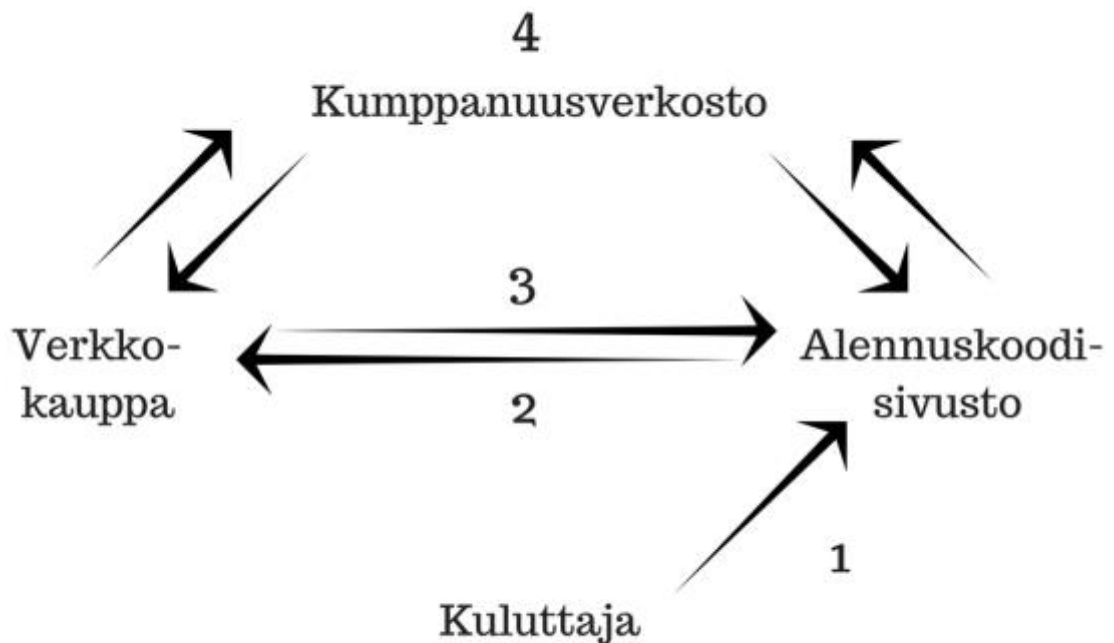 4
Kumppanuusverkosto
3
Verkko-
kauppa
Alennuskoodi-
sivusto
2
1
Kuluttaja